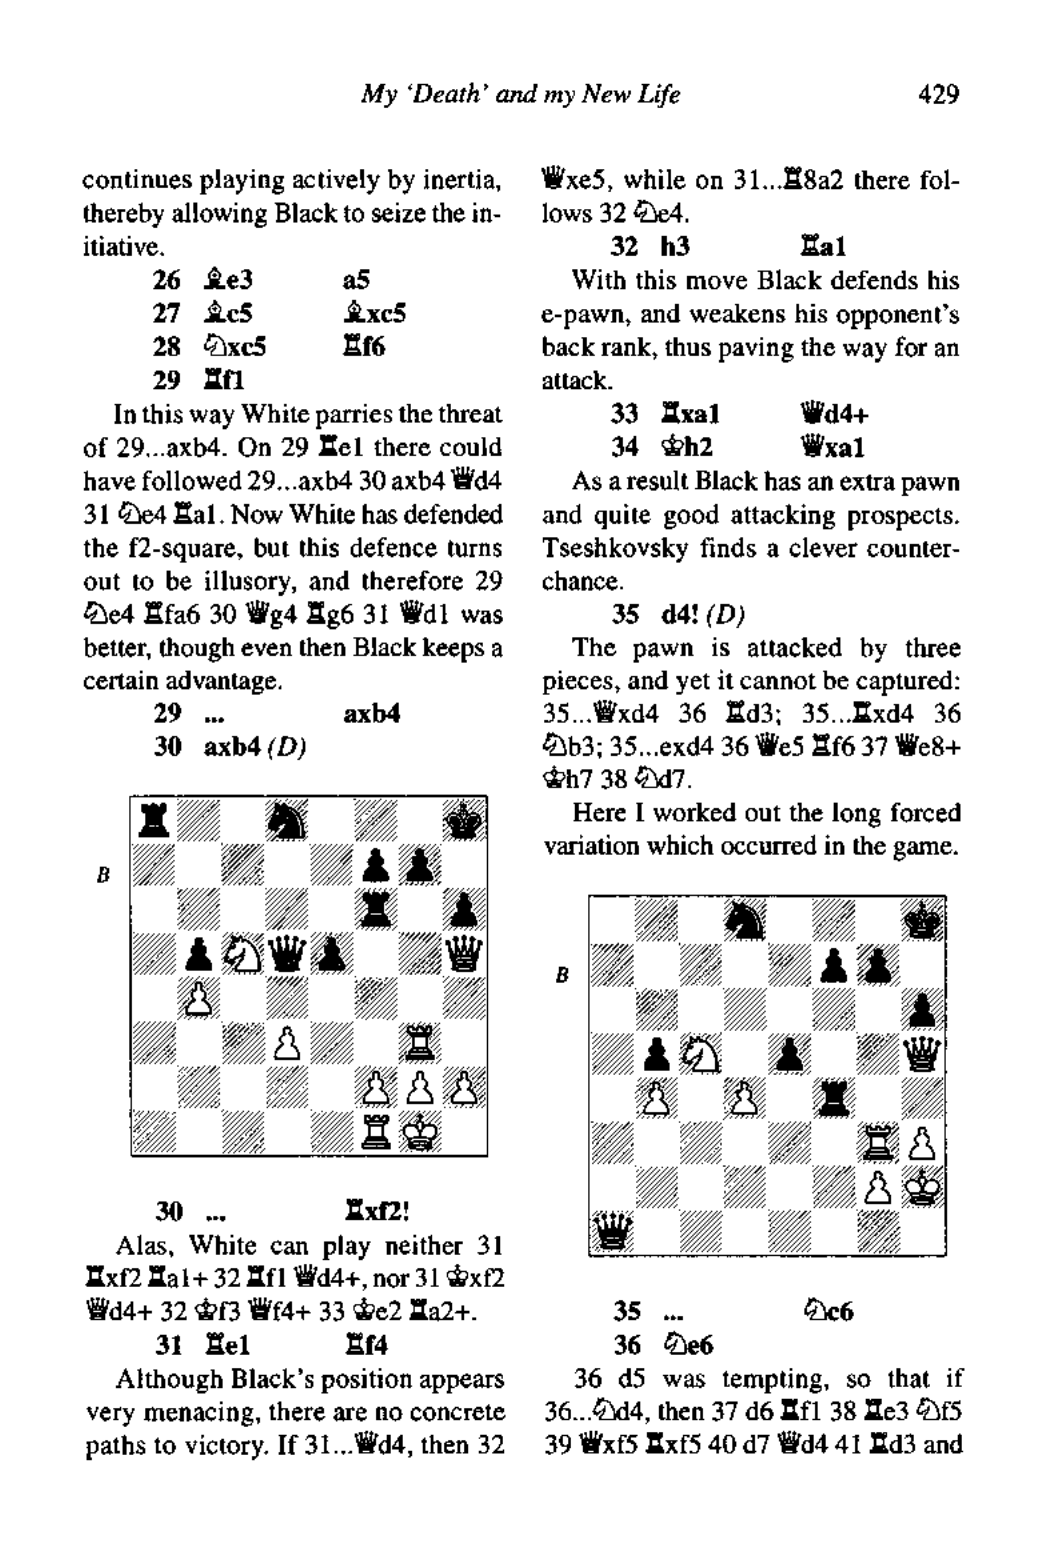 My ‘Death’ and my New Life 429
continues playing actively by inertia,
thereby allowing Black to seize the in-
itiative.
26 ♗e3 a5
27 ♗c5 ♗xc5
28 ♘xc5 ♖f6
29 ♖f1
In this way White parries the threat
of 29...axb4. On 29 ♖e1 there could
have followed 29...axb4 30 axb4 ♕d4
31 ♘e4 ♖a1. Now White has defended
the f2-square, but this defence turns
out to be illusory, and therefore 29
♘e4 ♖fa6 30 ♕g4 ♖g6 31 ♕d1 was
better, though even then Black keeps a
certain advantage.
29 ... axb4
30 axb4 (D)
B
30 ... ♖xf2!
Alas, White can play neither 31
♖xf2 ♖a1+ 32 ♖f1 ♕d4+, nor 31 ♔xf2
♕d4+ 32 ♔f3 ♕f4+ 33 ♔e2 ♖a2+.
31 ♖e1 ♖f4
Although Black’s position appears
very menacing, there are no concrete
paths to victory. If 31...♕d4, then 32
♕xe5, while on 31...♖8a2 there fol-
lows 32 ♘e4.
32 h3 ♖a1
With this move Black defends his
e-pawn, and weakens his opponent’s
back rank, thus paving the way for an
attack.
33 ♖xa1 ♕d4+
34 ♔h2 ♕xa1
As a result Black has an extra pawn
and quite good attacking prospects.
Tseshkovsky finds a clever counter-
chance.
35 d4! (D)
The pawn is attacked by three
pieces, and yet it cannot be captured:
35...♕xd4 36 ♖d3; 35...♖xd4 36
♘b3; 35...exd4 36 ♕e5 ♖f6 37 ♕e8+
♔h7 38 ♘d7.
Here I worked out the long forced
variation which occurred in the game.
B
35 ... ♘c6
36 ♘e6
36 d5 was tempting, so that if
36...♘d4, then 37 d6 ♖f1 38 ♖e3 ♘f5
39 ♕xf5 ♖xf5 40 d7 ♕d4 41 ♖d3 and